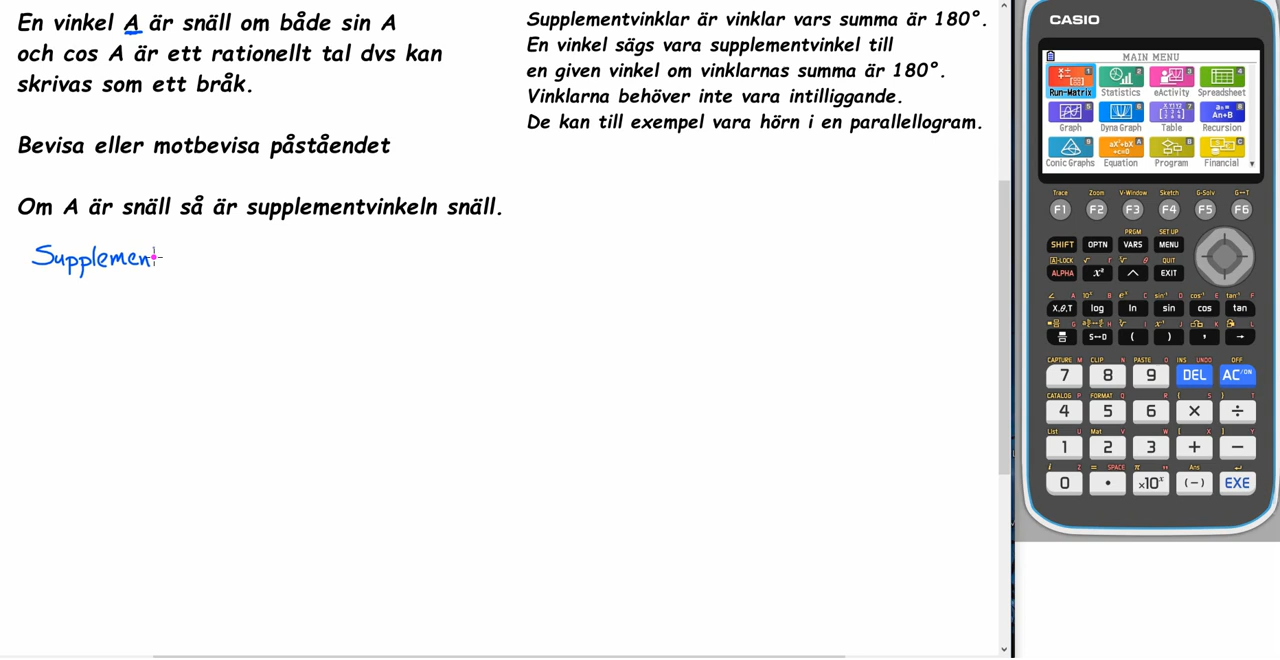 En vinkel A är snäll om både sin A
och cos A är ett rationellt tal dvs kan
skrivas som ett bråk.
Bevisa eller motbevisa påståendet
Om A är snäll så är supplementvinkeln snäll.
Supplemen
Supplementvinklar är vinklar vars summa är 180°.
En vinkel sägs vara supplementvinkel till
en given vinkel om vinklarnas summa är 180°.
Vinklarna behöver inte vara intilliggande.
De kan till exempel vara hörn i en parallellogram.
CASIO
MAIN MENU
Run-Matrix Statistics eActivity Spreadsheet
Graph Dyna Graph Table Recursion
Conic Graphs Equation Program Financial
Trace Zoom V-Window Sketch G-Solv G↔T
F1 F2 F3 F4 F5 F6
PRGM SET UP
SHIFT OPTN VARS MENU
A-LOCK QUIT
ALPHA x² ^ EXIT
X,θ,T log ln sin cos tan
S↔D ( ) , →
CAPTURE CLIP PASTE INS UNDO OFF
7 8 9 DEL AC/ON
CATALOG FORMAT
4 5 6 × ÷
List Mat
1 2 3 + −
SPACE π Ans
0 . ×10ˣ (−) EXE